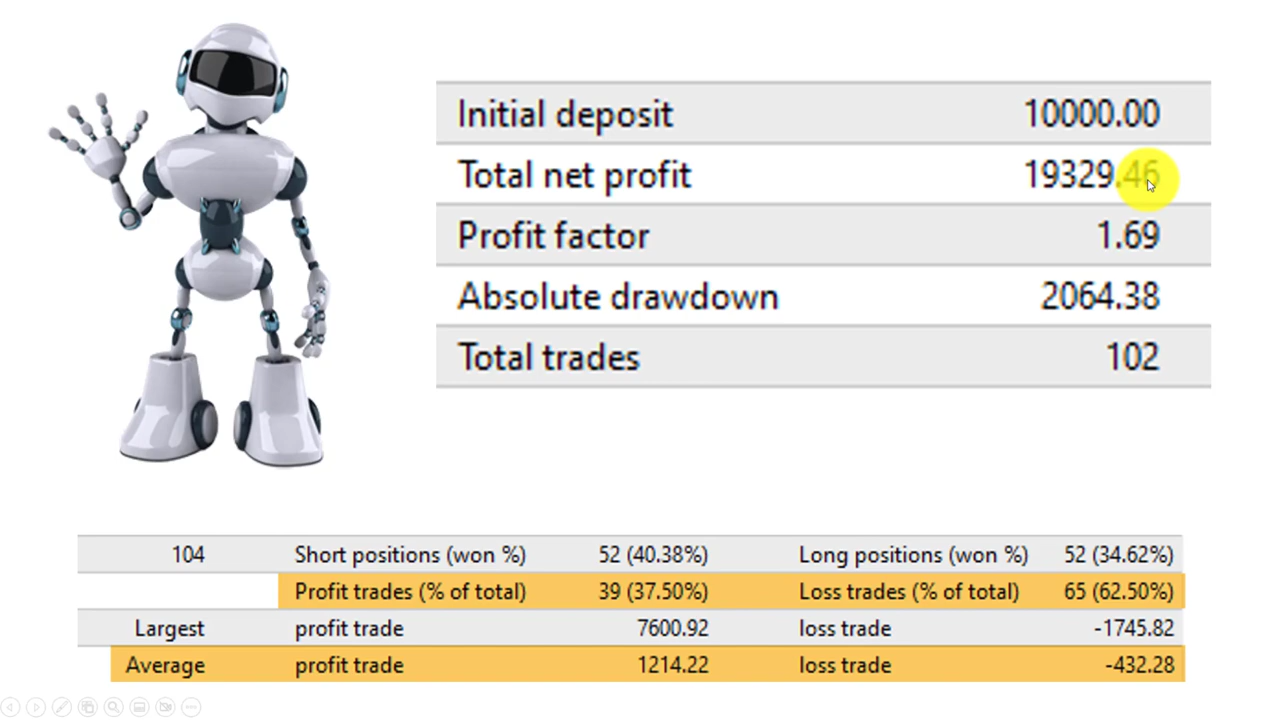 Initial deposit 10000.00
Total net profit 19329.46
Profit factor 1.69
Absolute drawdown 2064.38
Total trades 102
104 Short positions (won %) 52 (40.38%) Long positions (won %) 52 (34.62%)
Profit trades (% of total) 39 (37.50%) Loss trades (% of total) 65 (62.50%)
Largest profit trade 7600.92 loss trade -1745.82
Average profit trade 1214.22 loss trade -432.28